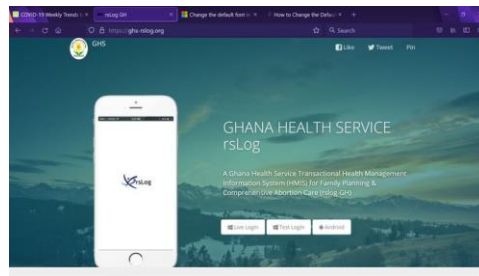 COVID-19 Weekly Trends
rsLog GH
Change the default font in
How to Change the Default
https://ghs-rslog.org
Search
GHS
Like
Tweet
Pin
rsLog
GHANA HEALTH SERVICE
rsLog
A Ghana Health Service Transactional Health Management
Information System (HMIS) for Family Planning &
Comprehensive Abortion Care (rslog-GH)
Live Login
Test Login
Android